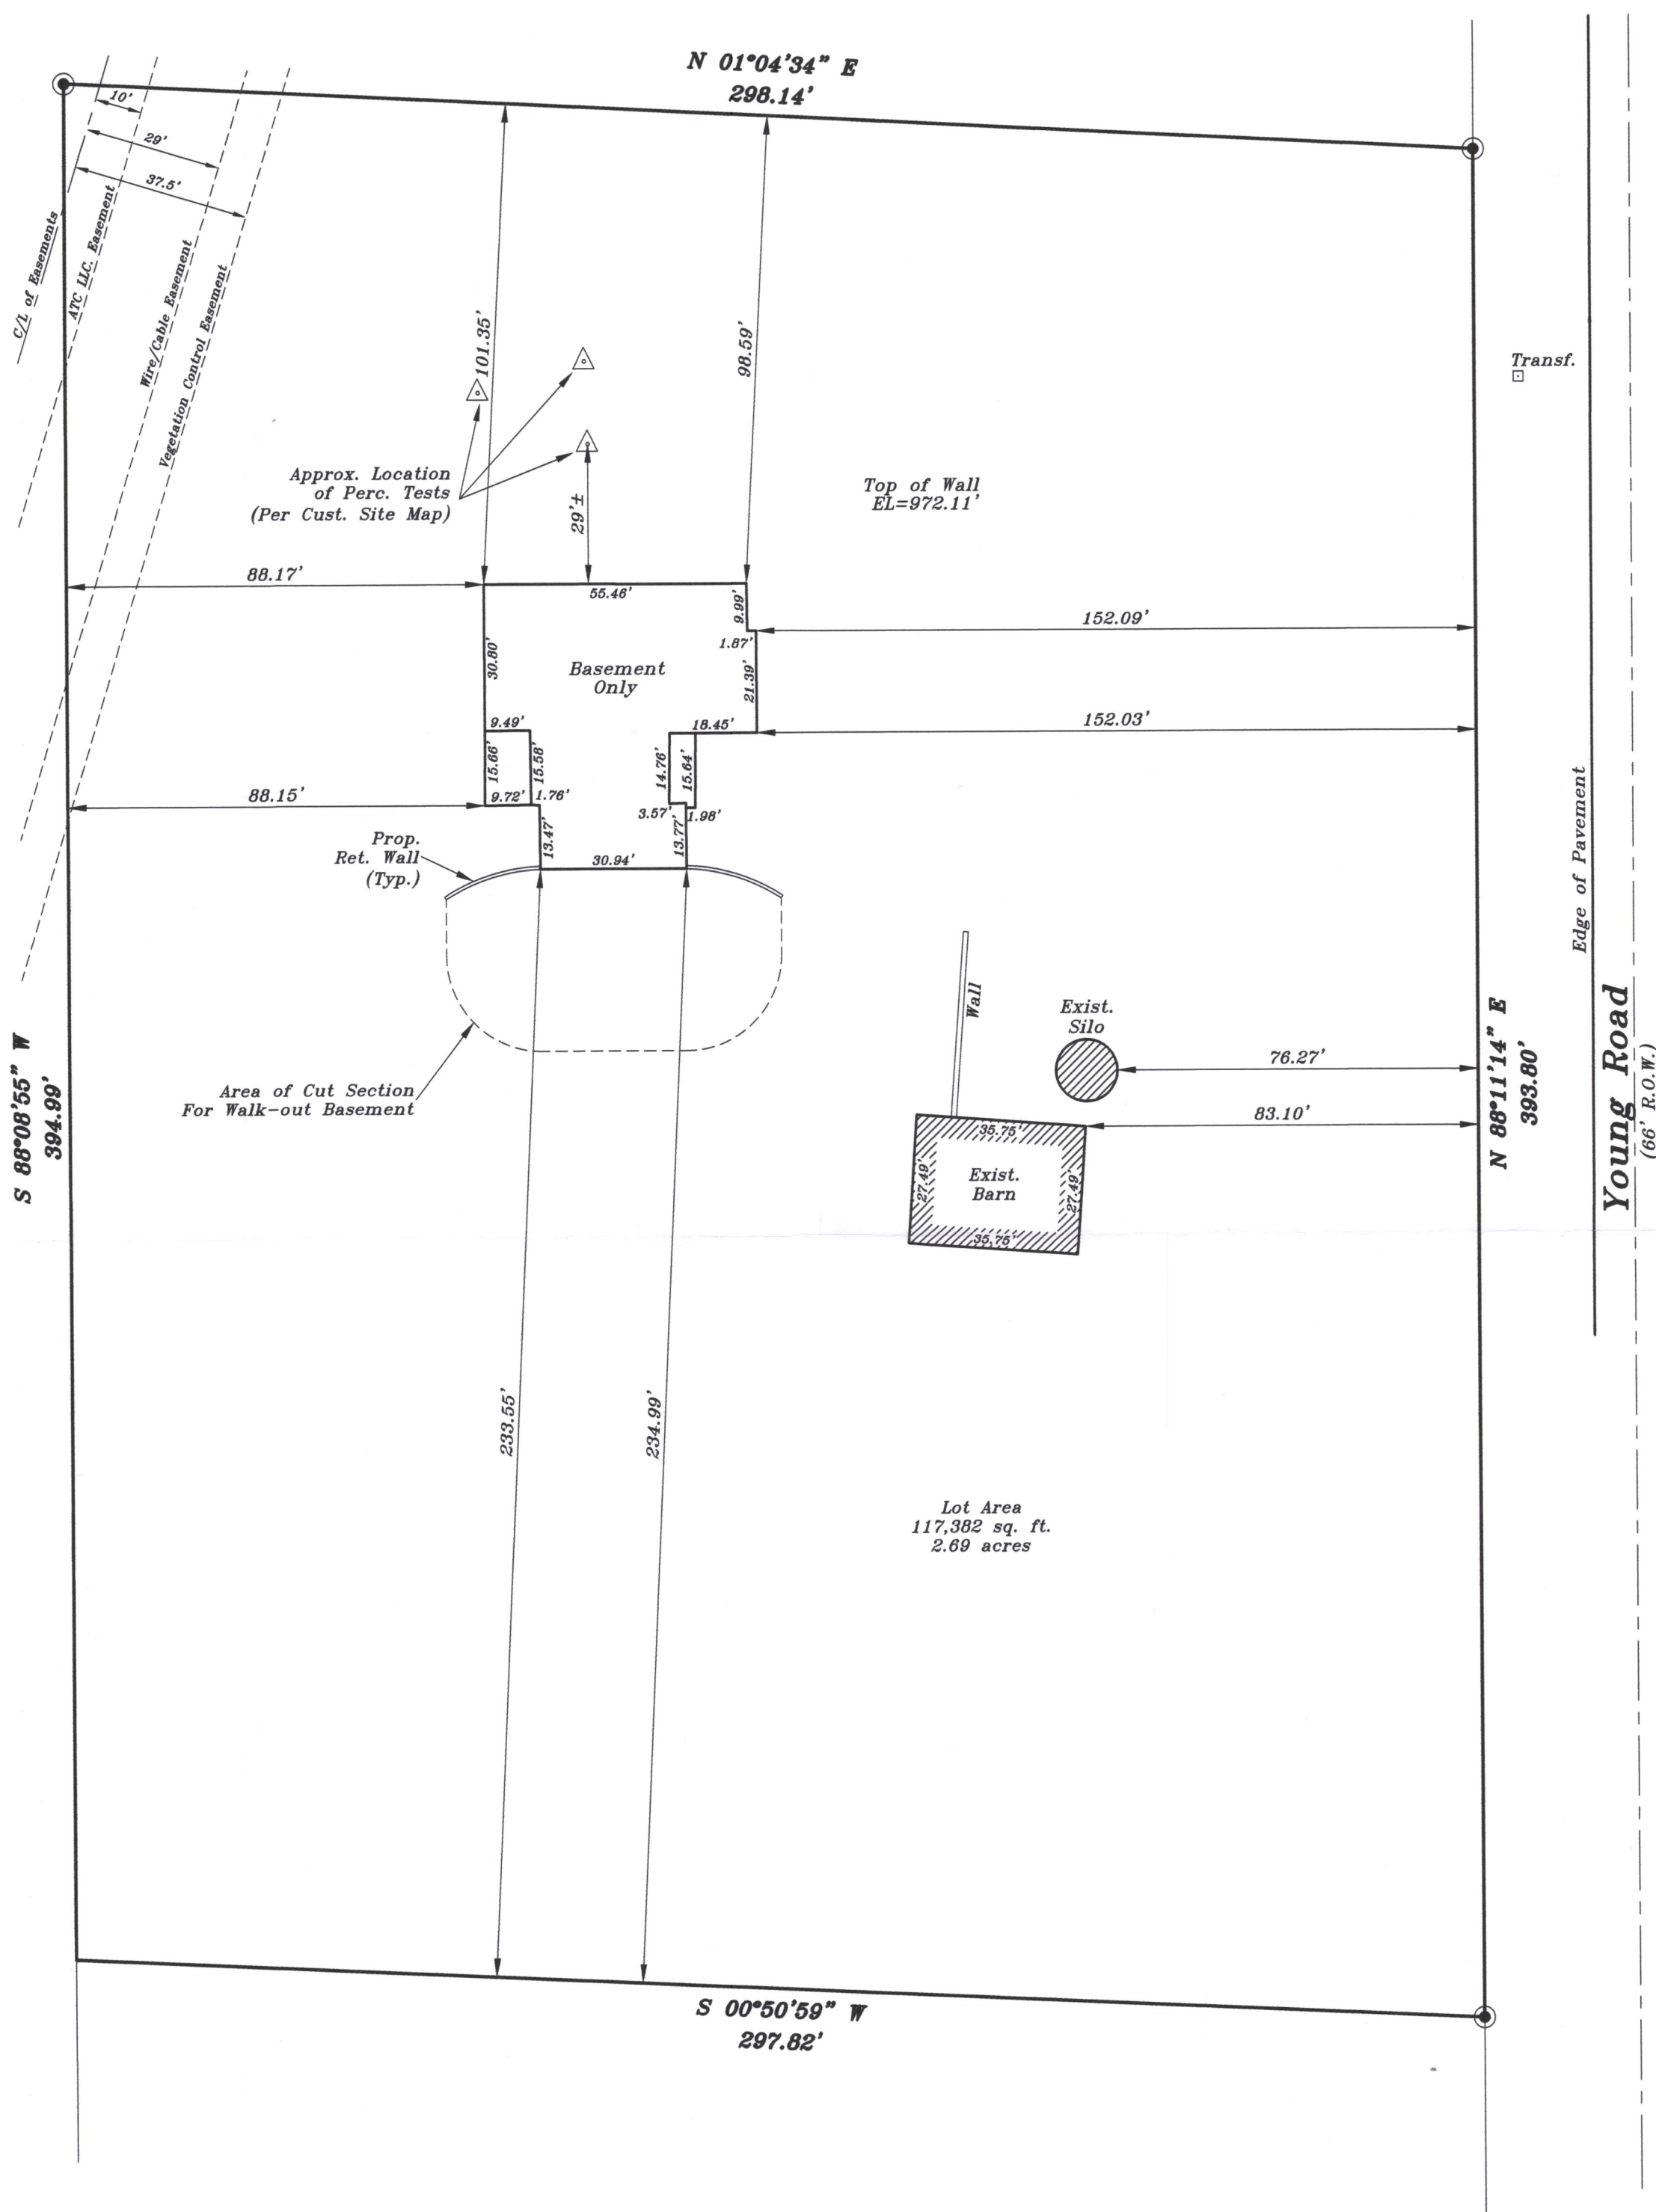 N 01°04'34" E
298.14'
10'
29'
37.5'
C/L of Easements
ATC LLC. Easement
Wire/Cable Easement
Vegetation Control Easement
101.35'
98.59'
Transf.
Approx. Location
of Perc. Tests
(Per Cust. Site Map)
29'±
Top of Wall
EL=972.11'
88.17'
55.46'
9.99'
152.09'
1.87'
30.80'
Basement
Only
21.39'
9.49'
18.45'
152.03'
15.66'
15.58'
14.76'
15.64'
88.15'
9.72'
1.76'
3.57'
1.98'
13.47'
13.77'
Prop.
Ret. Wall
(Typ.)
30.94'
Edge of Pavement
Wall
Exist.
Silo
76.27'
Area of Cut Section
For Walk-out Basement
83.10'
35.75'
27.49'
Exist.
Barn
27.49'
35.75'
S 88°08'55" W
394.99'
N 88°11'14" E
393.80'
Young Road
(66' R.O.W.)
233.55'
234.99'
Lot Area
117,382 sq. ft.
2.69 acres
S 00°50'59" W
297.82'